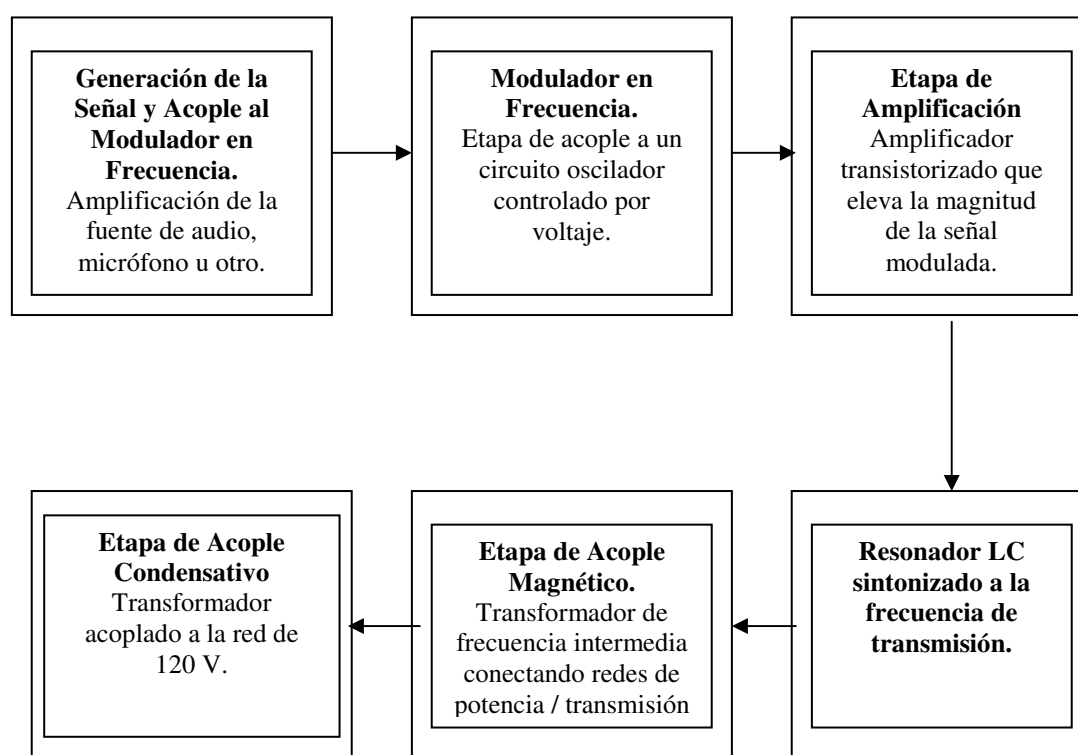 Generación de la
Señal y Acople al
Modulador en
Frecuencia.
Amplificación de la
fuente de audio,
micrófono u otro.
Modulador en
Frecuencia.
Etapa de acople a un
circuito oscilador
controlado por
voltaje.
Etapa de
Amplificación
Amplificador
transistorizado que
eleva la magnitud
de la señal
modulada.
Resonador LC
sintonizado a la
frecuencia de
transmisión.
Etapa de Acople
Magnético.
Transformador de
frecuencia intermedia
conectando redes de
potencia / transmisión
Etapa de Acople
Condensativo
Transformador
acoplado a la red de
120 V.